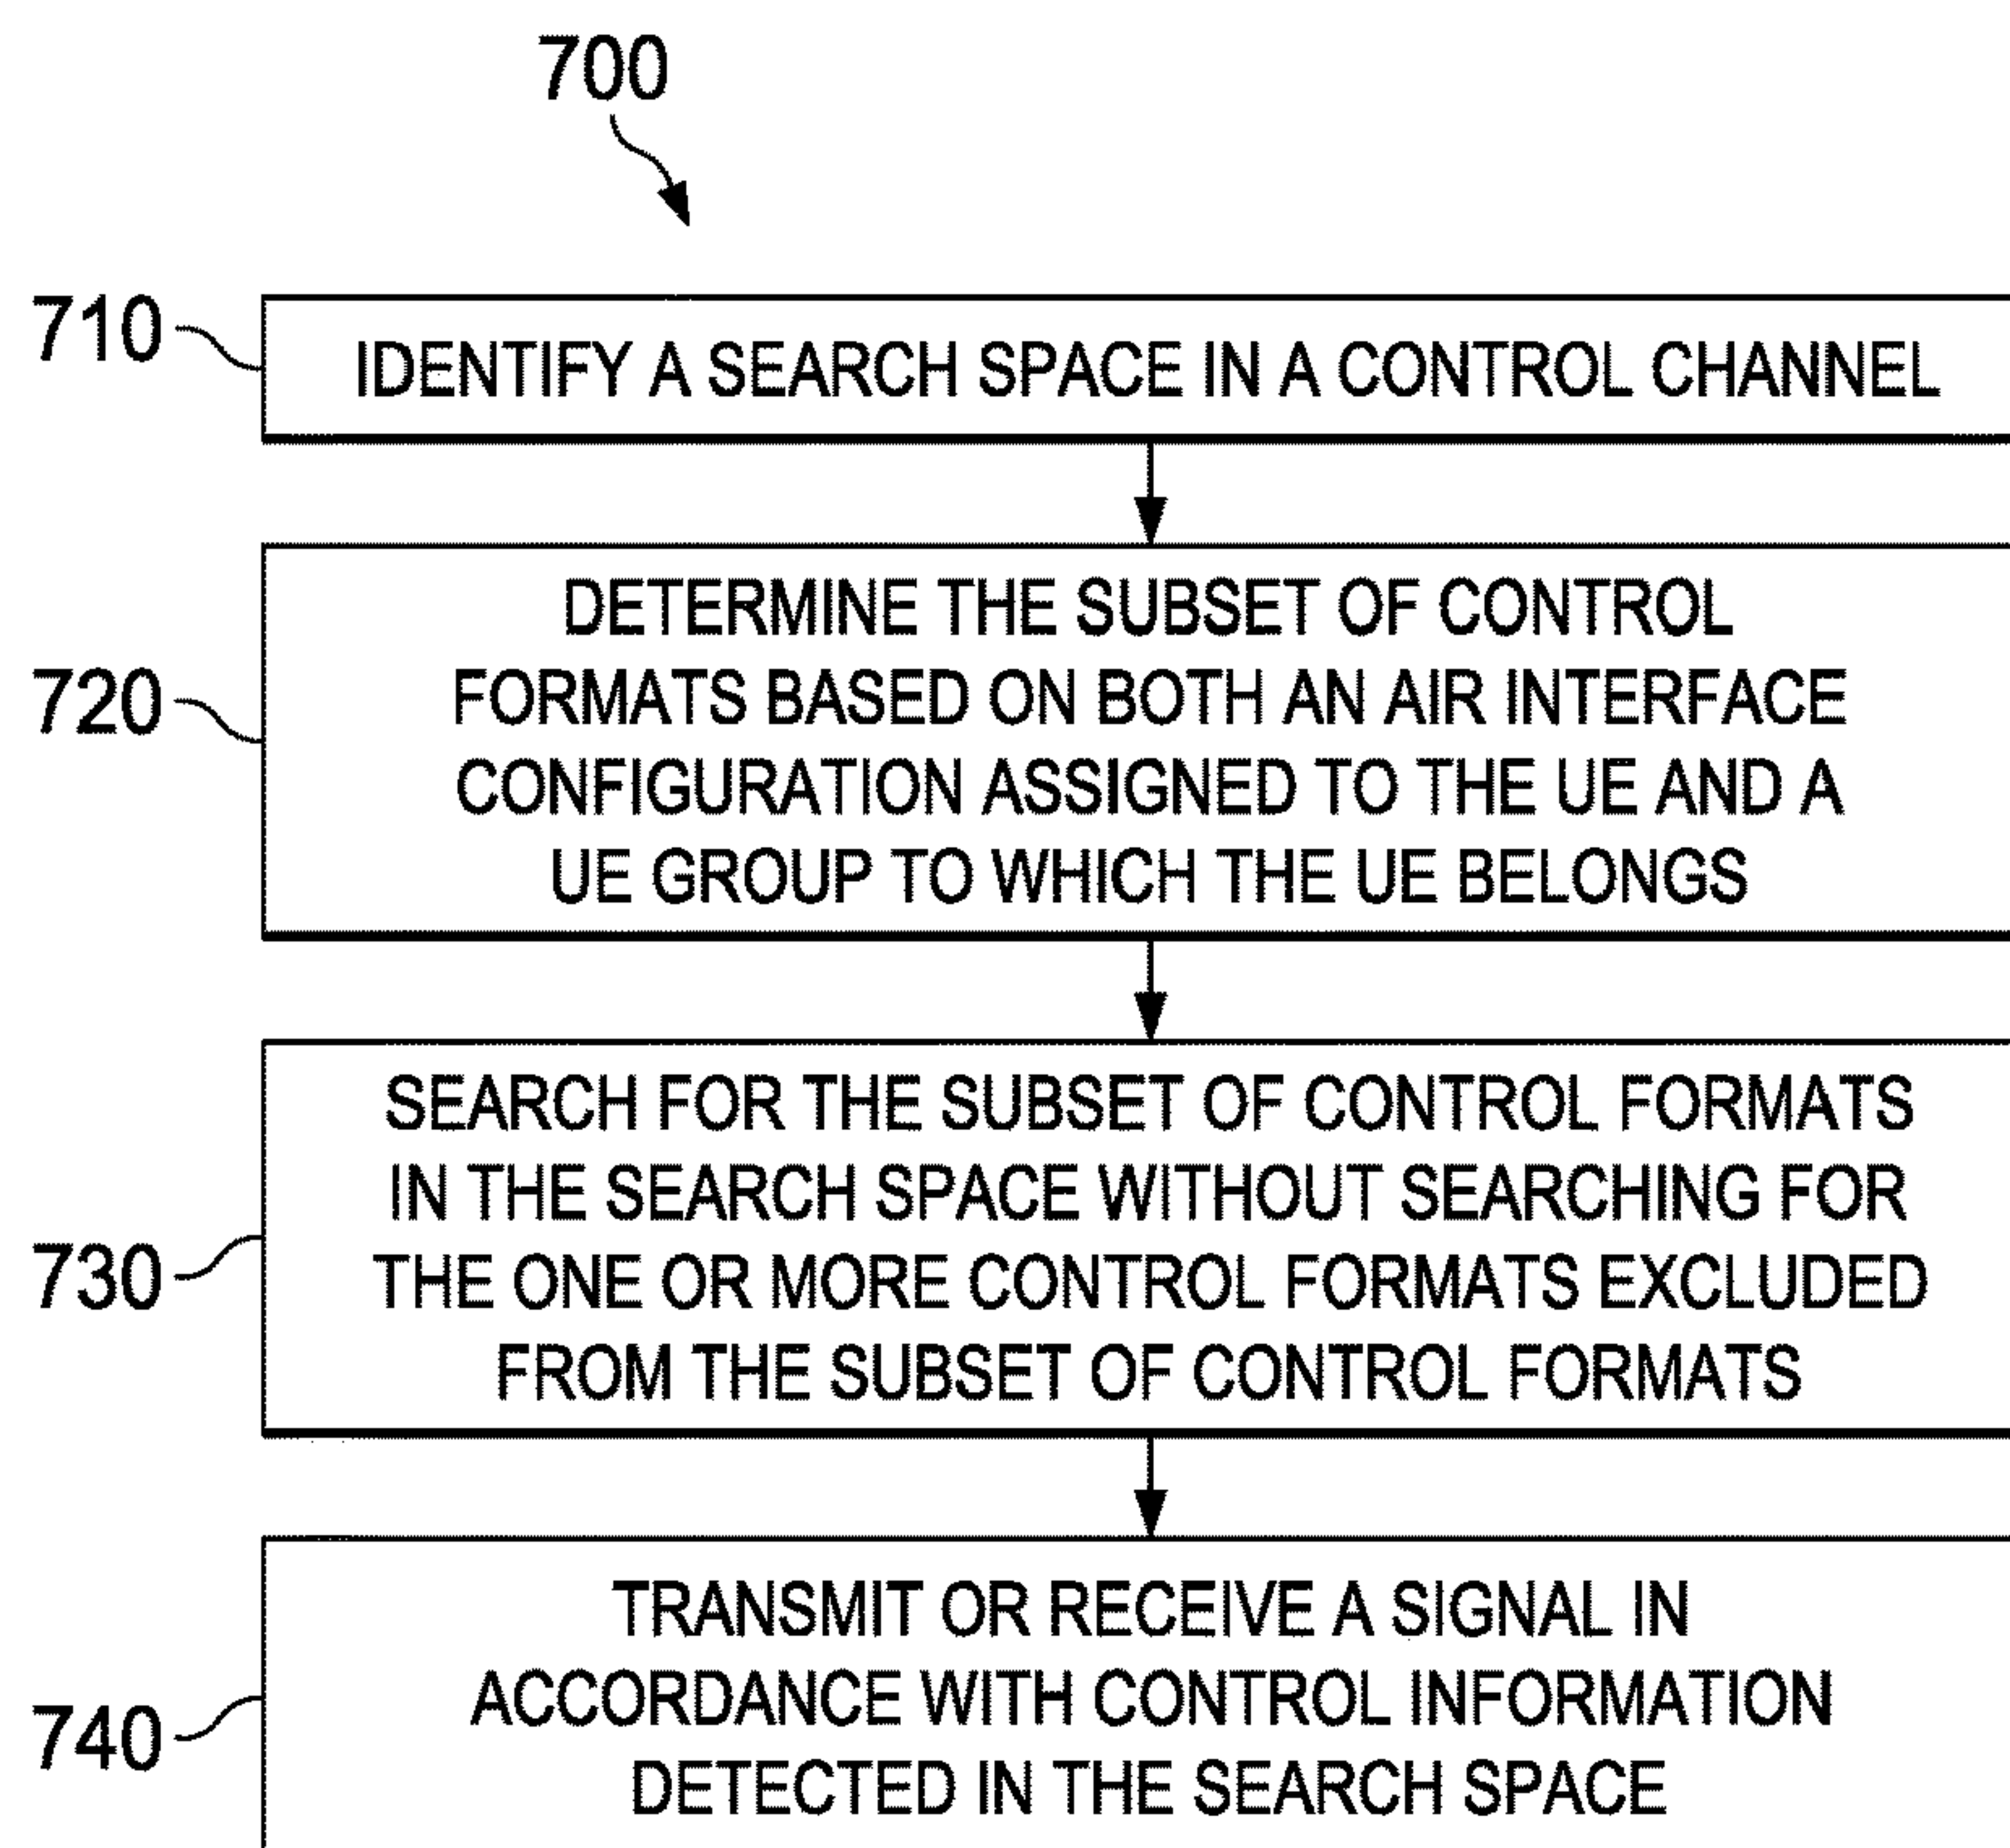 700
710
IDENTIFY A SEARCH SPACE IN A CONTROL CHANNEL
720
DETERMINE THE SUBSET OF CONTROL
FORMATS BASED ON BOTH AN AIR INTERFACE
CONFIGURATION ASSIGNED TO THE UE AND A
UE GROUP TO WHICH THE UE BELONGS
730
SEARCH FOR THE SUBSET OF CONTROL FORMATS
IN THE SEARCH SPACE WITHOUT SEARCHING FOR
THE ONE OR MORE CONTROL FORMATS EXCLUDED
FROM THE SUBSET OF CONTROL FORMATS
740
TRANSMIT OR RECEIVE A SIGNAL IN
ACCORDANCE WITH CONTROL INFORMATION
DETECTED IN THE SEARCH SPACE